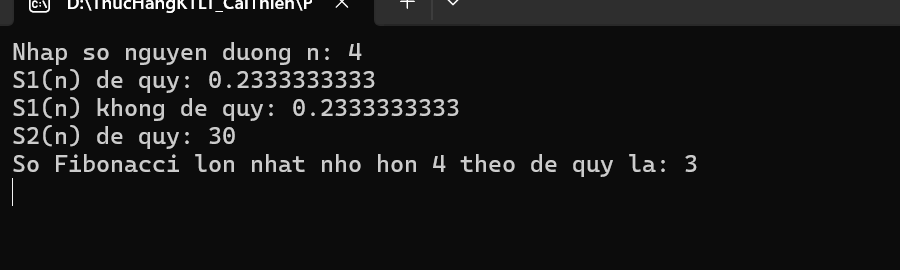 D:\ThucHangKTLT_CaiThien\P
Nhap so nguyen duong n: 4
S1(n) de quy: 0.2333333333
S1(n) khong de quy: 0.2333333333
S2(n) de quy: 30
So Fibonacci lon nhat nho hon 4 theo de quy la: 3